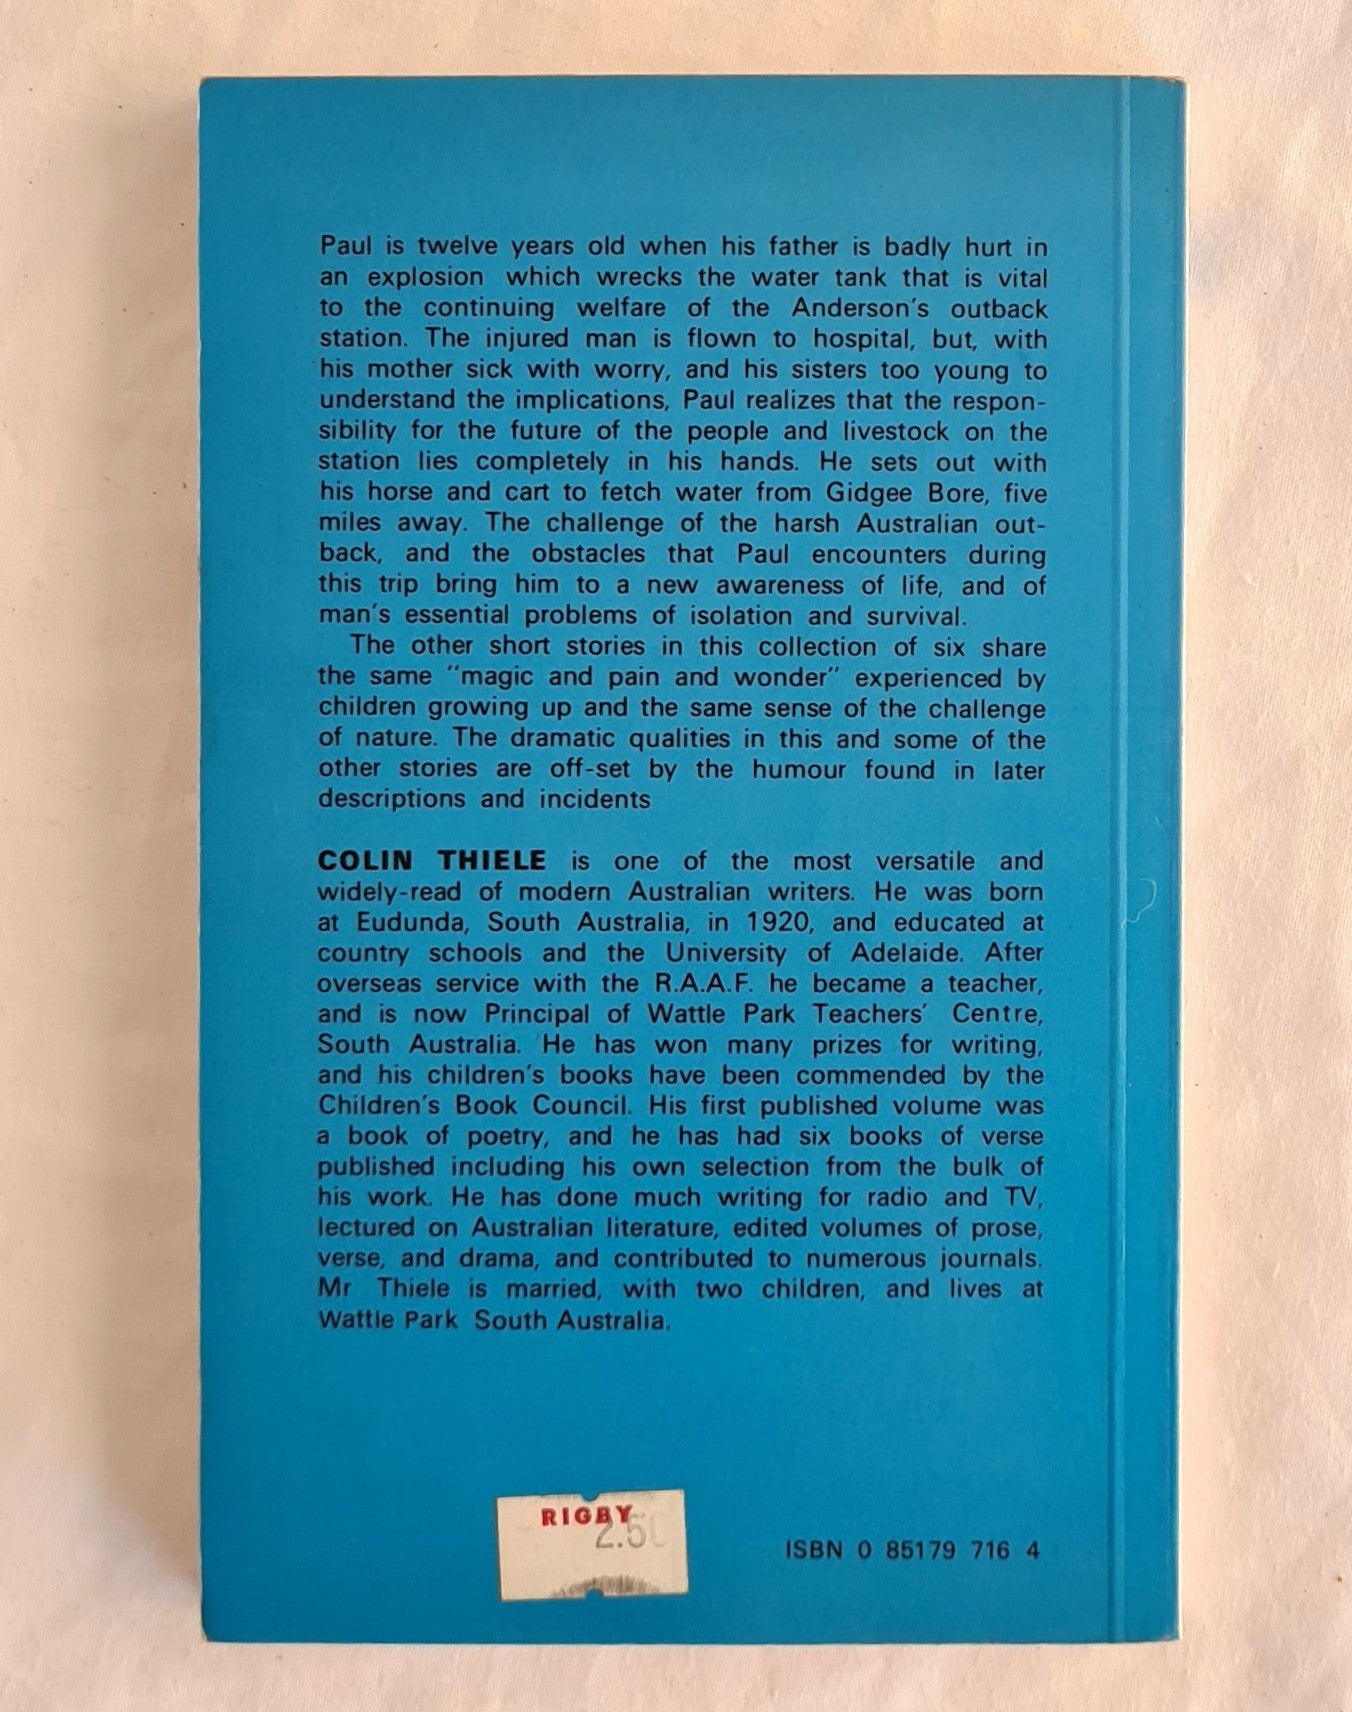 Paul is twelve years old when his father is badly hurt in
an explosion which wrecks the water tank that is vital
to the continuing welfare of the Anderson's outback
station. The injured man is flown to hospital, but, with
his mother sick with worry, and his sisters too young to
understand the implications, Paul realizes that the respon-
sibility for the future of the people and livestock on the
station lies completely in his hands. He sets out with
his horse and cart to fetch water from Gidgee Bore, five
miles away. The challenge of the harsh Australian out-
back, and the obstacles that Paul encounters during
this trip bring him to a new awareness of life, and of
man's essential problems of isolation and survival.
The other short stories in this collection of six share
the same "magic and pain and wonder" experienced by
children growing up and the same sense of the challenge
of nature. The dramatic qualities in this and some of the
other stories are off-set by the humour found in later
descriptions and incidents
COLIN THIELE is one of the most versatile and
widely-read of modern Australian writers. He was born
at Eudunda, South Australia, in 1920, and educated at
country schools and the University of Adelaide. After
overseas service with the R.A.A.F. he became a teacher,
and is now Principal of Wattle Park Teachers' Centre,
South Australia. He has won many prizes for writing,
and his children's books have been commended by the
Children's Book Council. His first published volume was
a book of poetry, and he has had six books of verse
published including his own selection from the bulk of
his work. He has done much writing for radio and TV,
lectured on Australian literature, edited volumes of prose,
verse, and drama, and contributed to numerous journals.
Mr Thiele is married, with two children, and lives at
Wattle Park South Australia.
RIGBY
2.50
ISBN 0 85179 716 4